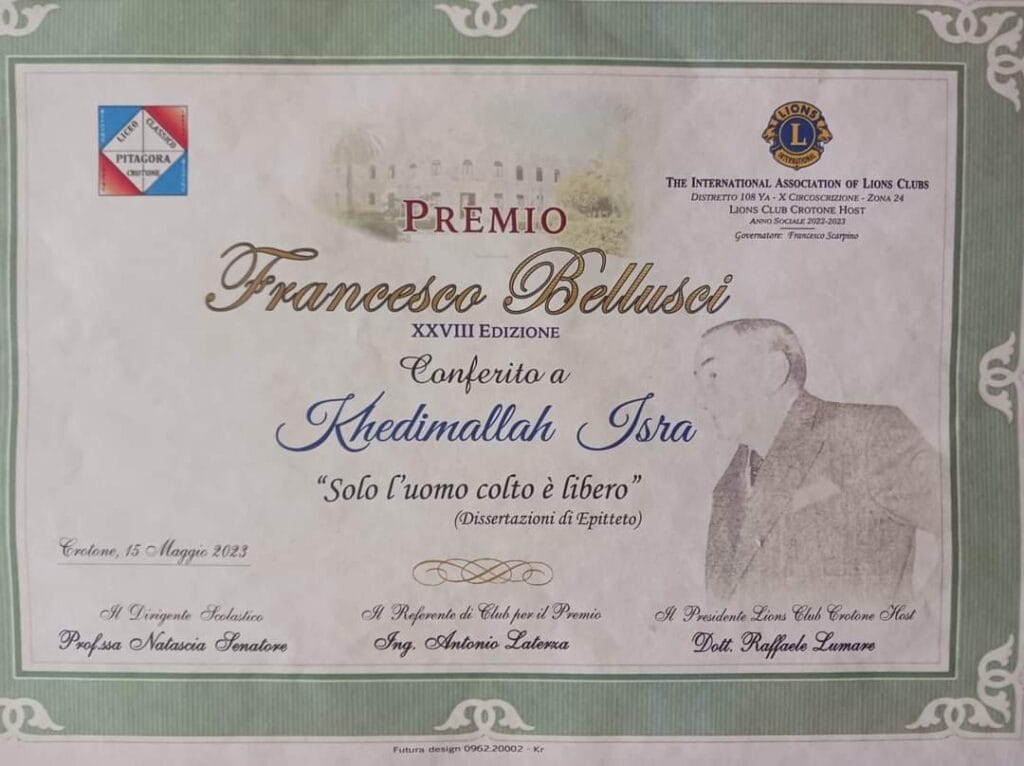 LICEO CLASSICO
PITAGORA
CROTONE
LIONS
L
INTERNATIONAL
THE INTERNATIONAL ASSOCIATION OF LIONS CLUBS
DISTRETTO 108 YA - X CIRCOSCRIZIONE - ZONA 24
LIONS CLUB CROTONE HOST
ANNO SOCIALE 2022-2023
Governatore: Francesco Scarpino
PREMIO
Francesco Bellusci
XXVIII EDIZIONE
Conferito a
Khedimallah Isra
“Solo l’uomo colto è libero”
(Dissertazioni di Epitteto)
Crotone, 15 Maggio 2023
Il Dirigente Scolastico
Prof.ssa Natascia Senatore
Il Referente di Club per il Premio
Ing. Antonio Laterza
Il Presidente Lions Club Crotone Host
Dott. Raffaele Lumare
Futura design 0962.20002 - Kr